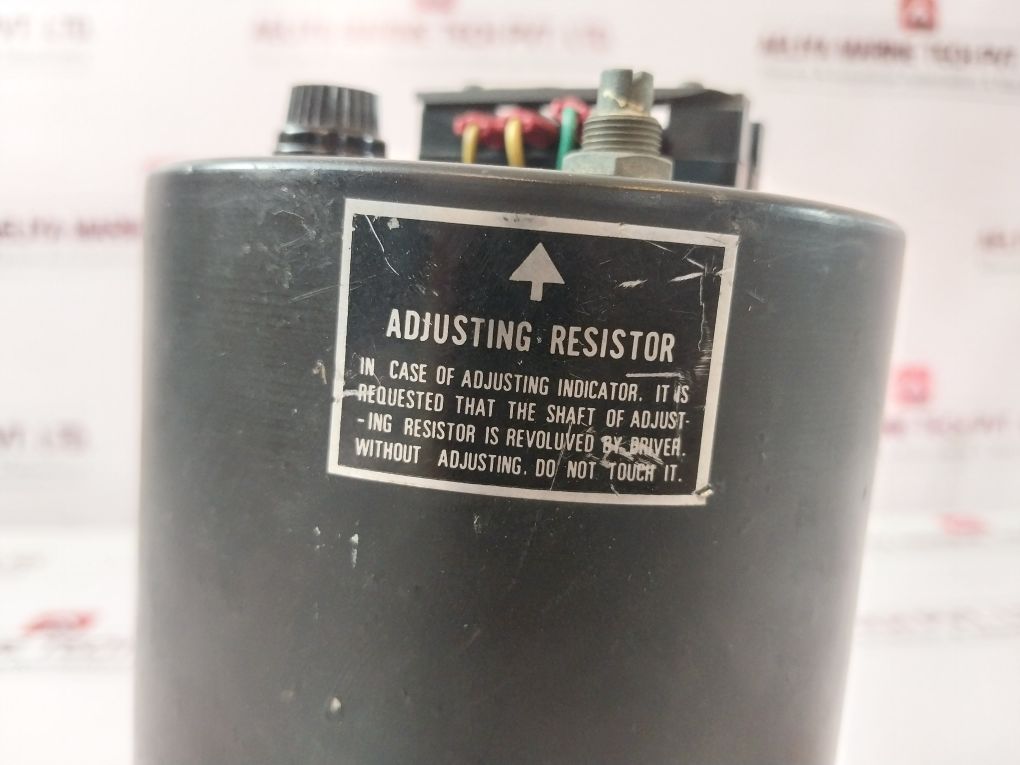 ADJUSTING RESISTOR
IN CASE OF ADJUSTING INDICATOR. IT IS
REQUESTED THAT THE SHAFT OF ADJUST-
-ING RESISTOR IS REVOLUVED BY DRIVER.
WITHOUT ADJUSTING. DO NOT TOUCH IT.